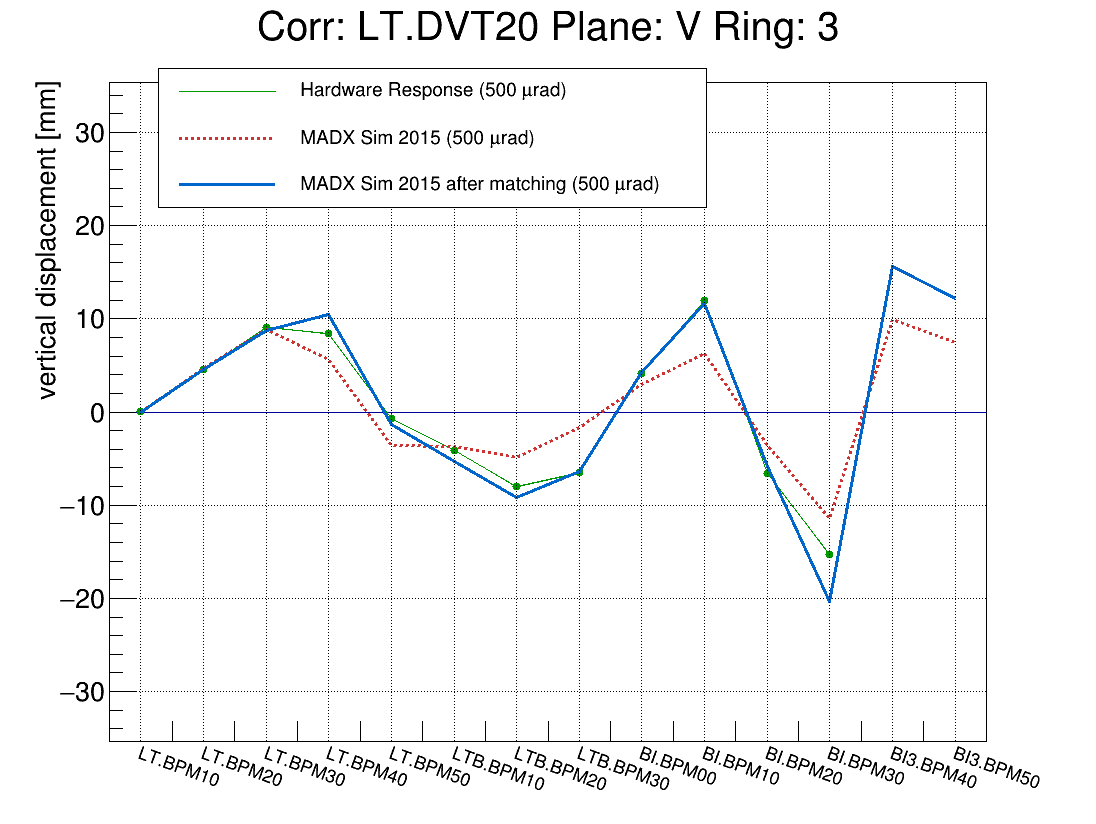 Corr: LT.DVT20 Plane: V Ring: 3
vertical displacement [mm]
Hardware Response (500 μrad)
MADX Sim 2015 (500 μrad)
MADX Sim 2015 after matching (500 μrad)
30
20
10
0
−10
−20
−30
LT.BPM10
LT.BPM20
LT.BPM30
LT.BPM40
LT.BPM50
LTB.BPM10
LTB.BPM20
LTB.BPM30
BI.BPM00
BI.BPM10
BI.BPM20
BI.BPM30
BI3.BPM40
BI3.BPM50